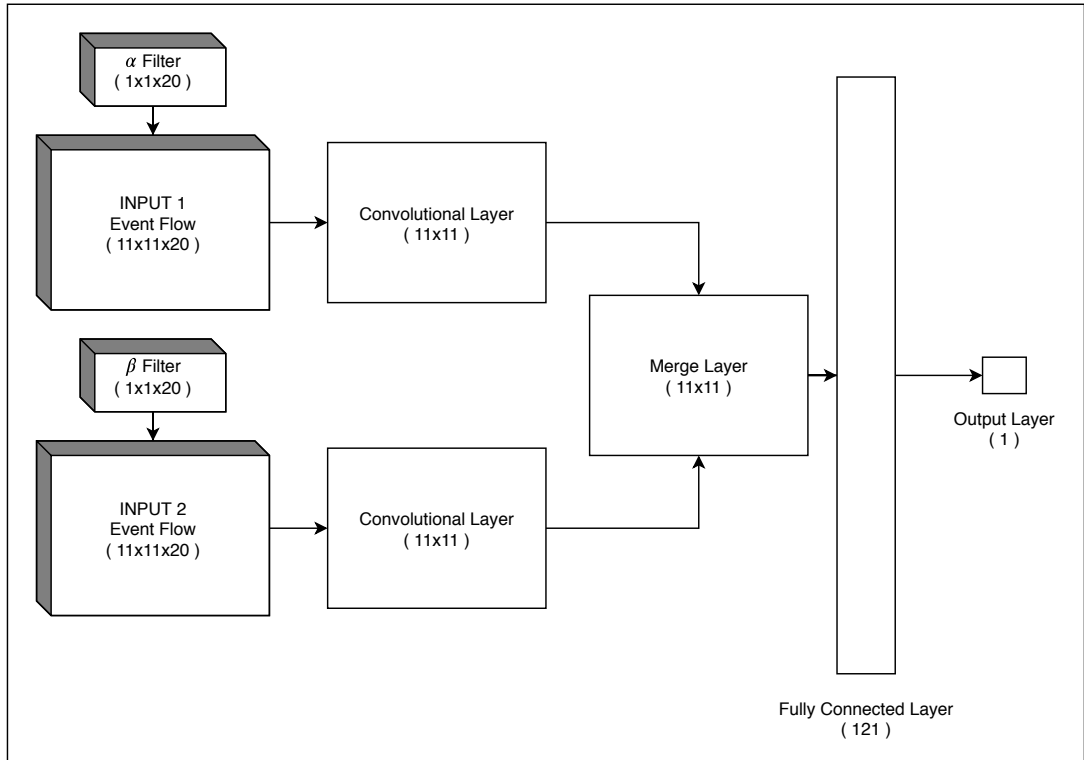 α Filter
( 1x1x20 )
INPUT 1
Event Flow
( 11x11x20 )
Convolutional Layer
( 11x11 )
β Filter
( 1x1x20 )
INPUT 2
Event Flow
( 11x11x20 )
Convolutional Layer
( 11x11 )
Merge Layer
( 11x11 )
Fully Connected Layer
( 121 )
Output Layer
( 1 )